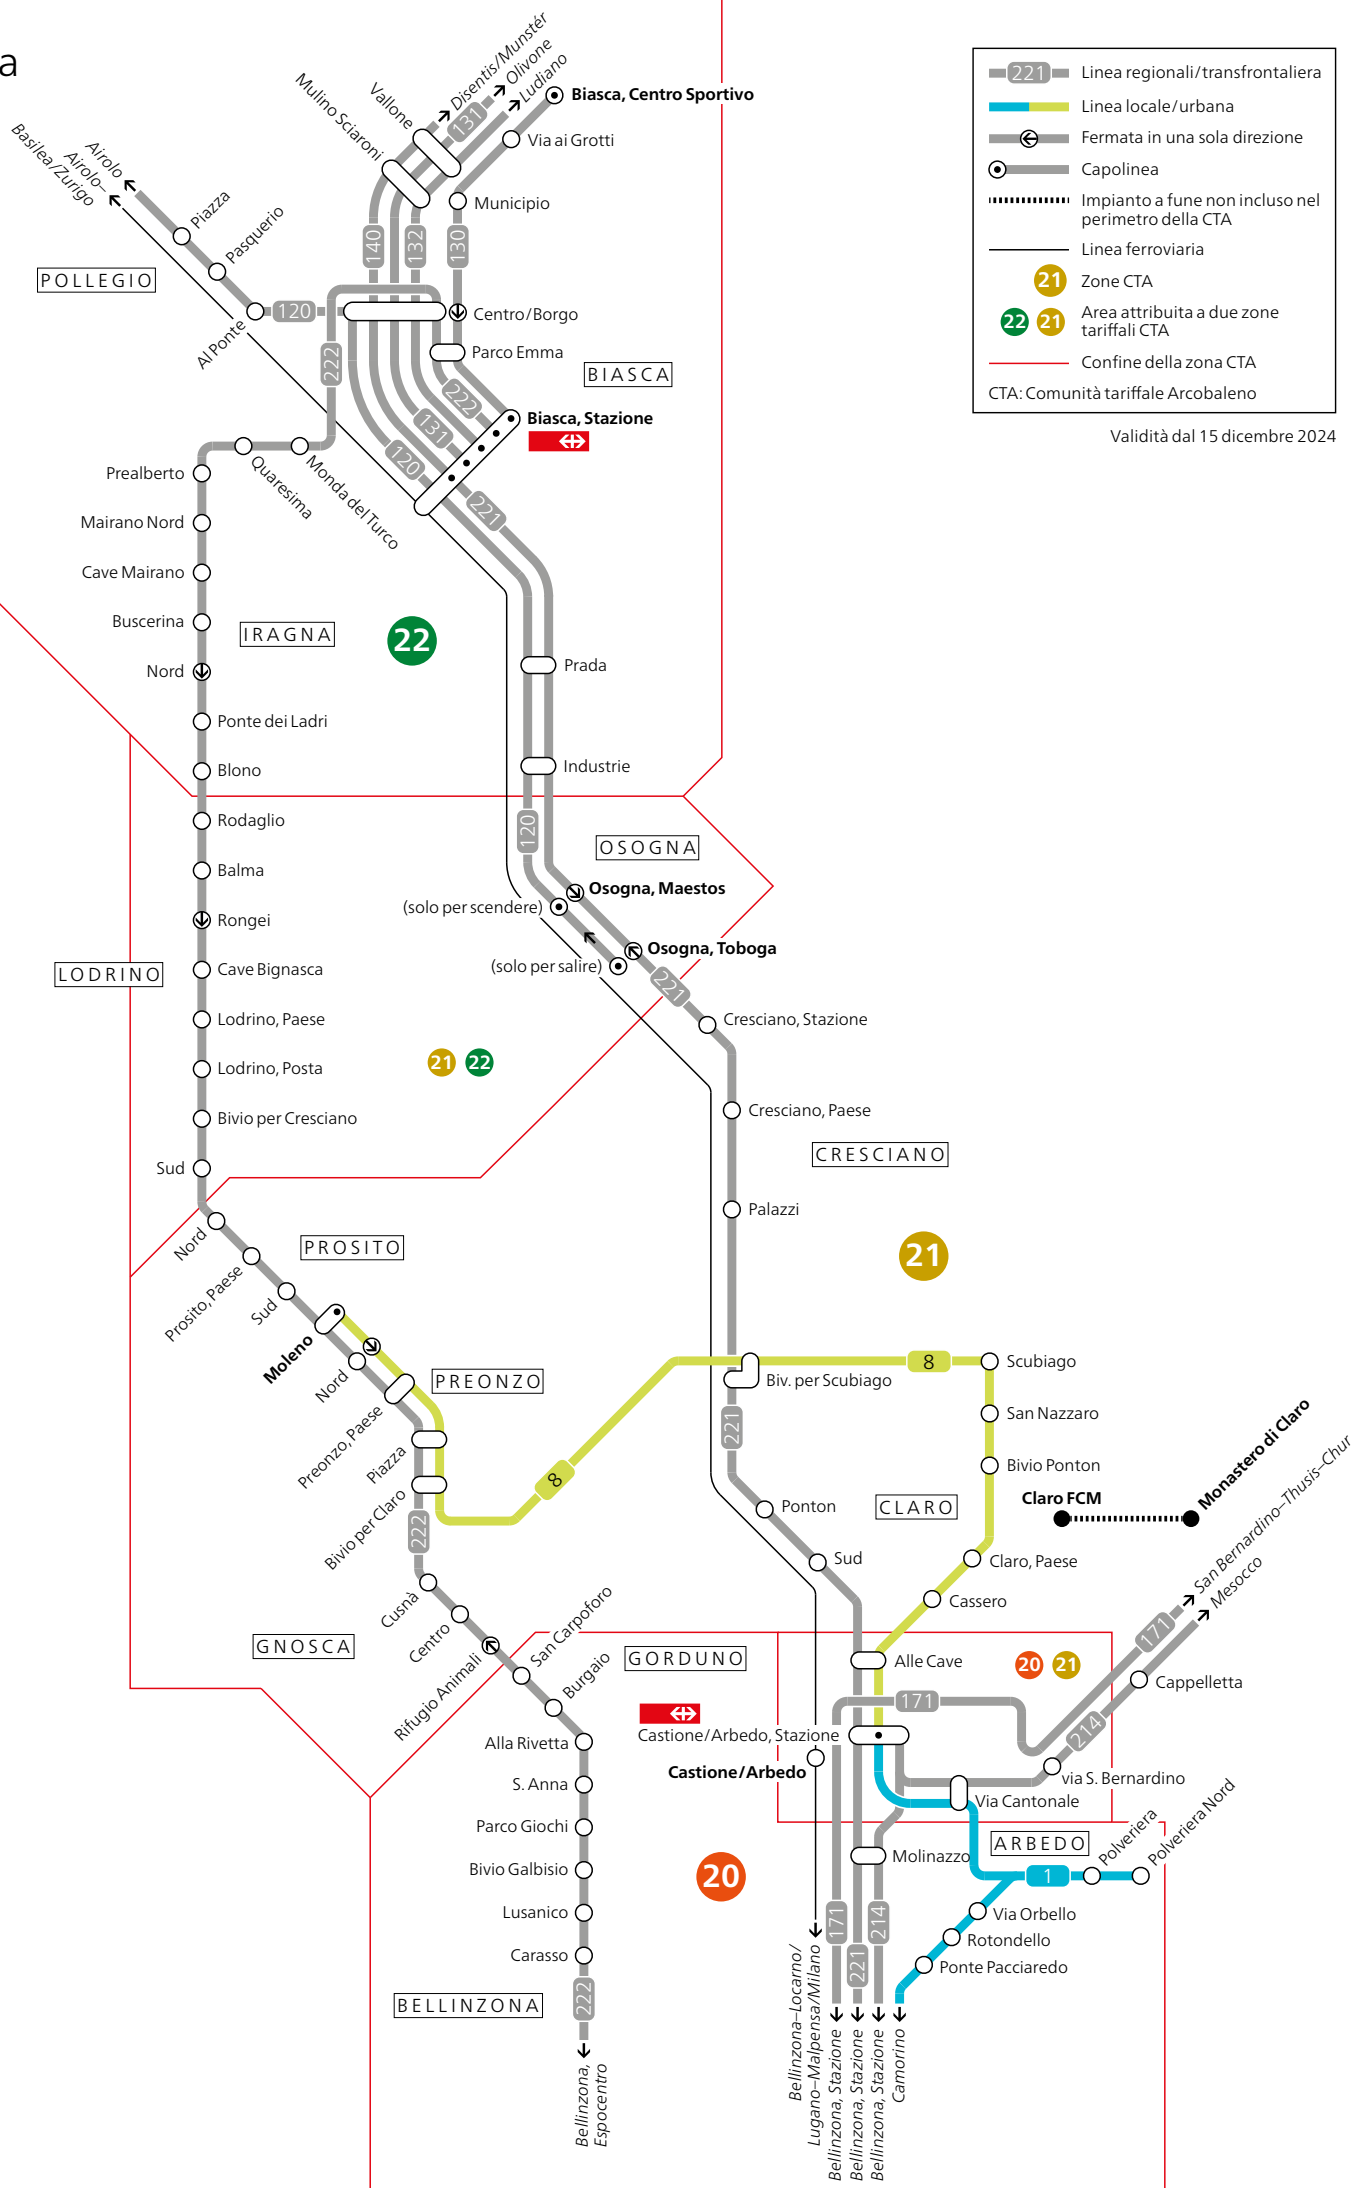 a
221
Linea regionali/transfrontaliera
Linea locale/urbana
Fermata in una sola direzione
Capolinea
Impianto a fune non incluso nel
perimetro della CTA
Linea ferroviaria
21
Zone CTA
22
21
Area attribuita a due zone
tariffali CTA
Confine della zona CTA
CTA: Comunità tariffale Arcobaleno
Validità dal 15 dicembre 2024
Disentis/Munstér
Olivone
Ludiano
131
Vallone
Mulino Sciaroni
Biasca, Centro Sportivo
Via ai Grotti
Municipio
Airolo
Airolo–
Basilea/Zurigo
Piazza
Pasquerio
POLLEGIO
140
132
130
120
Al Ponte
Centro/Borgo
Parco Emma
222
BIASCA
222
131
120
Biasca, Stazione
221
Quaresima
Monda del Turco
Prealberto
Mairano Nord
Cave Mairano
Buscerina
IRAGNA
22
Nord
Prada
Ponte dei Ladri
Blono
Industrie
Rodaglio
120
OSOGNA
Balma
Osogna, Maestos
(solo per scendere)
Rongei
Osogna, Toboga
(solo per salire)
LODRINO
Cave Bignasca
221
Lodrino, Paese
Cresciano, Stazione
21
22
Lodrino, Posta
Bivio per Cresciano
Cresciano, Paese
CRESCIANO
Sud
Palazzi
Nord
PROSITO
21
Prosito, Paese
Sud
Moleno
Nord
PREONZO
Preonzo, Paese
Piazza
Bivio per Claro
8
8
Scubiago
Biv. per Scubiago
San Nazzaro
221
Bivio Ponton
Monastero di Claro
Claro FCM
Ponton
CLARO
222
Sud
Claro, Paese
Cassero
San Bernardino–Thusis–Chur
Mesocco
Cusnà
Centro
GNOSCA
Rifugio Animali
San Carpoforo
Burgaio
GORDUNO
Alle Cave
20
21
171
Cappelletta
171
214
Castione/Arbedo, Stazione
Castione/Arbedo
via S. Bernardino
Via Cantonale
Alla Rivetta
S. Anna
Parco Giochi
Bivio Galbisio
Lusanico
Carasso
20
Molinazzo
ARBEDO
Polveriera
Polveriera Nord
1
Via Orbello
Rotondello
Ponte Pacciaredo
171
221
214
BELLINZONA
222
Bellinzona,
Espocentro
Bellinzona–Locarno/
Lugano–Malpensa/Milano
Bellinzona, Stazione
Bellinzona, Stazione
Bellinzona, Stazione
Camorino